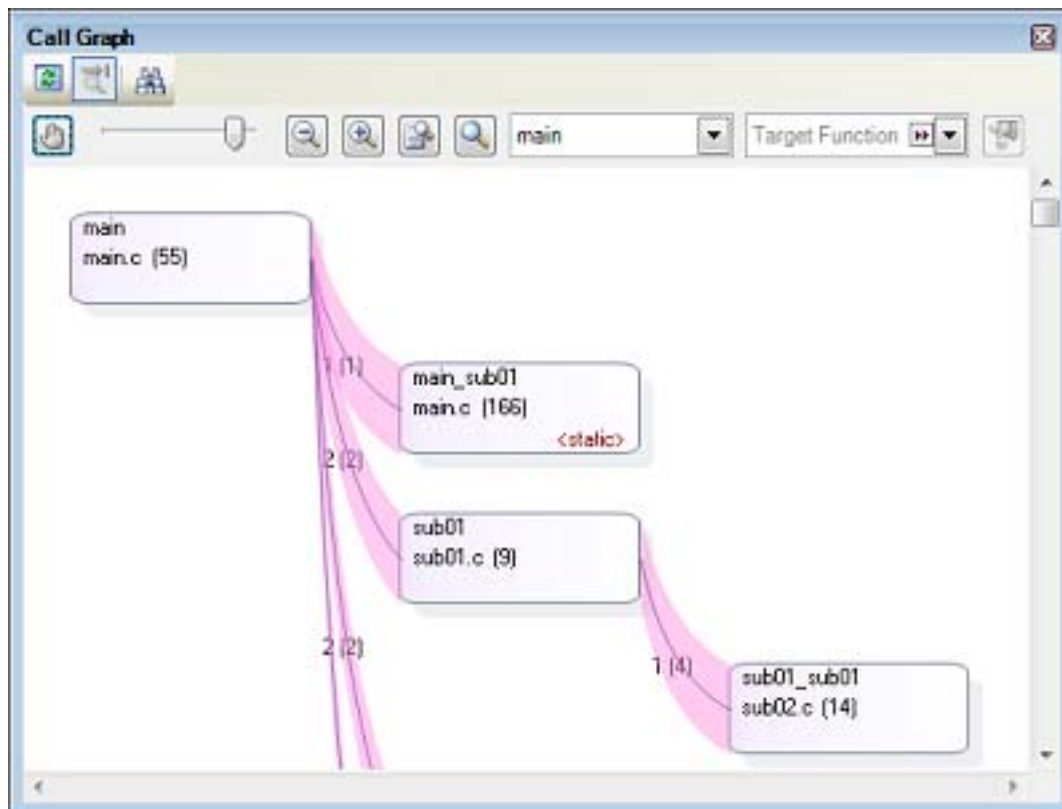 Call Graph
main
Target Function
main
main.c (55)
1 (1)
main_sub01
main.c (166)
<static>
2 (2)
sub01
sub01.c (9)
2 (2)
1 (4)
sub01_sub01
sub02.c (14)